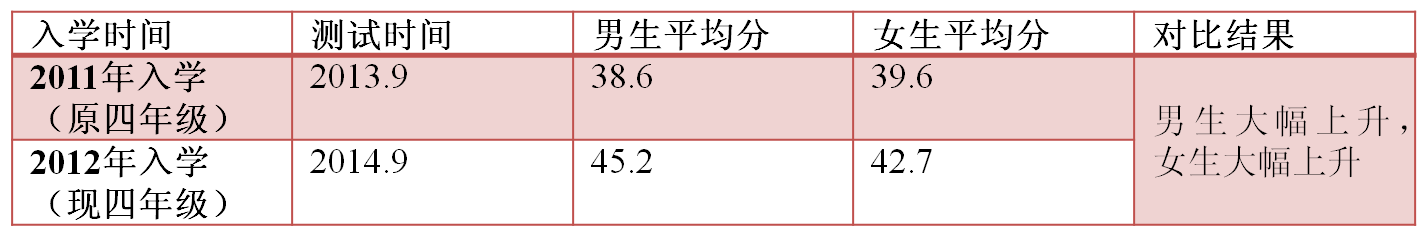 入学时间 测试时间 男生平均分 女生平均分 对比结果
2011年入学 2013.9 38.6 39.6
（原四年级）
男生大幅上升，
女生大幅上升
2012年入学 2014.9 45.2 42.7
（现四年级）